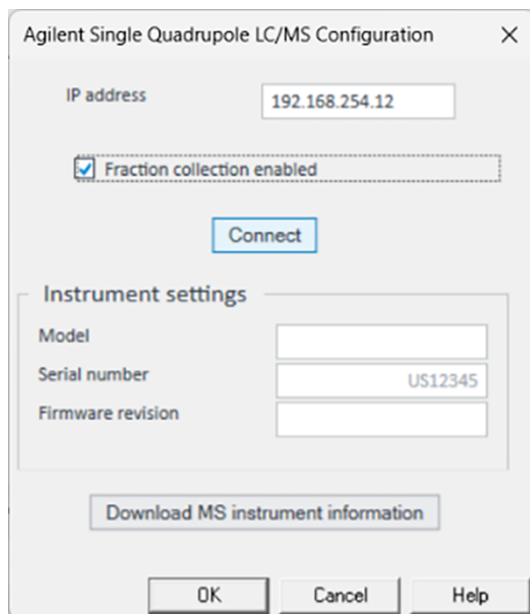 Agilent Single Quadrupole LC/MS Configuration
IP address 192.168.254.12
Fraction collection enabled
Connect
Instrument settings
Model
Serial number US12345
Firmware revision
Download MS instrument information
OK Cancel Help